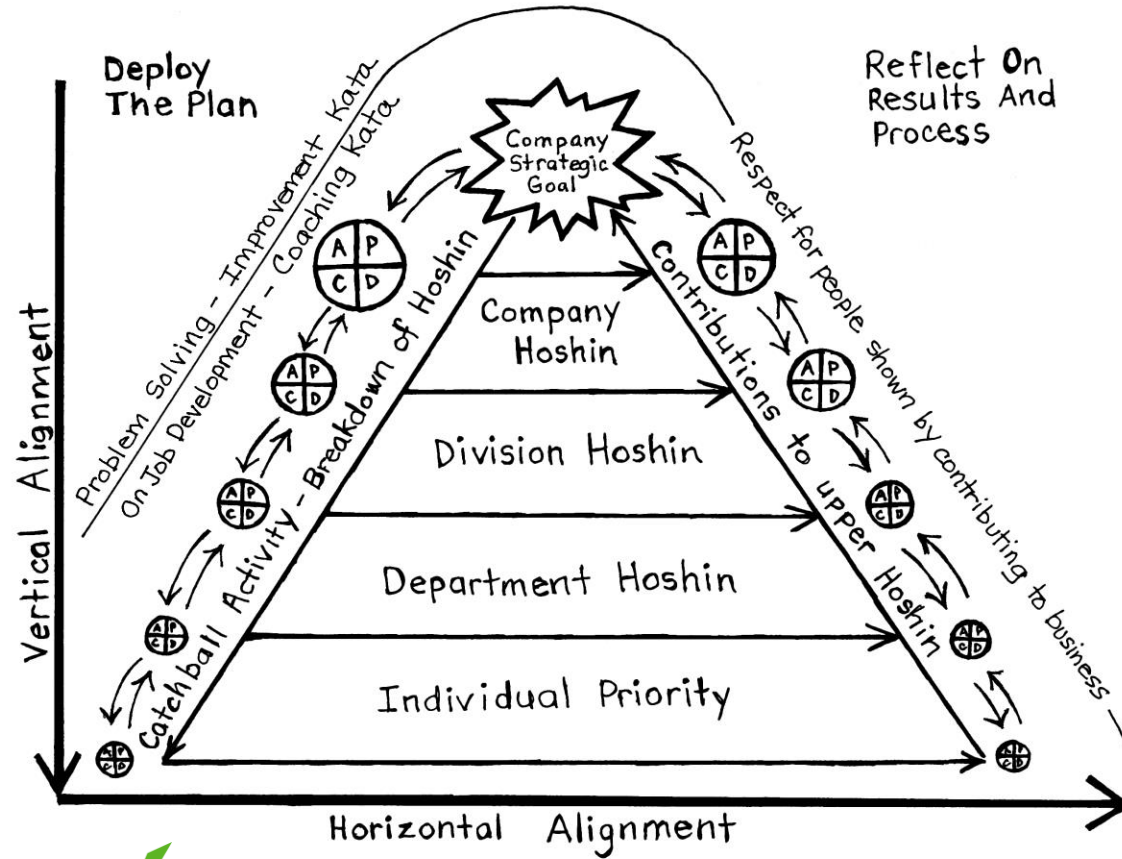 Deploy
The Plan
Reflect On
Results And
Process
Problem Solving - Improvement Kata
On Job Development - Coaching Kata
Company
Strategic
Goal
Respect for people shown by contributing to business
Catchball Activity - Breakdown of Hoshin
Contributions to upper Hoshin
Company
Hoshin
Division Hoshin
Department Hoshin
Individual Priority
A P
C D
A P
C D
A P
C D
A P
C D
A P
C D
A P
C D
A P
C D
A P
C D
A P
C D
A P
C D
Vertical Alignment
Horizontal Alignment